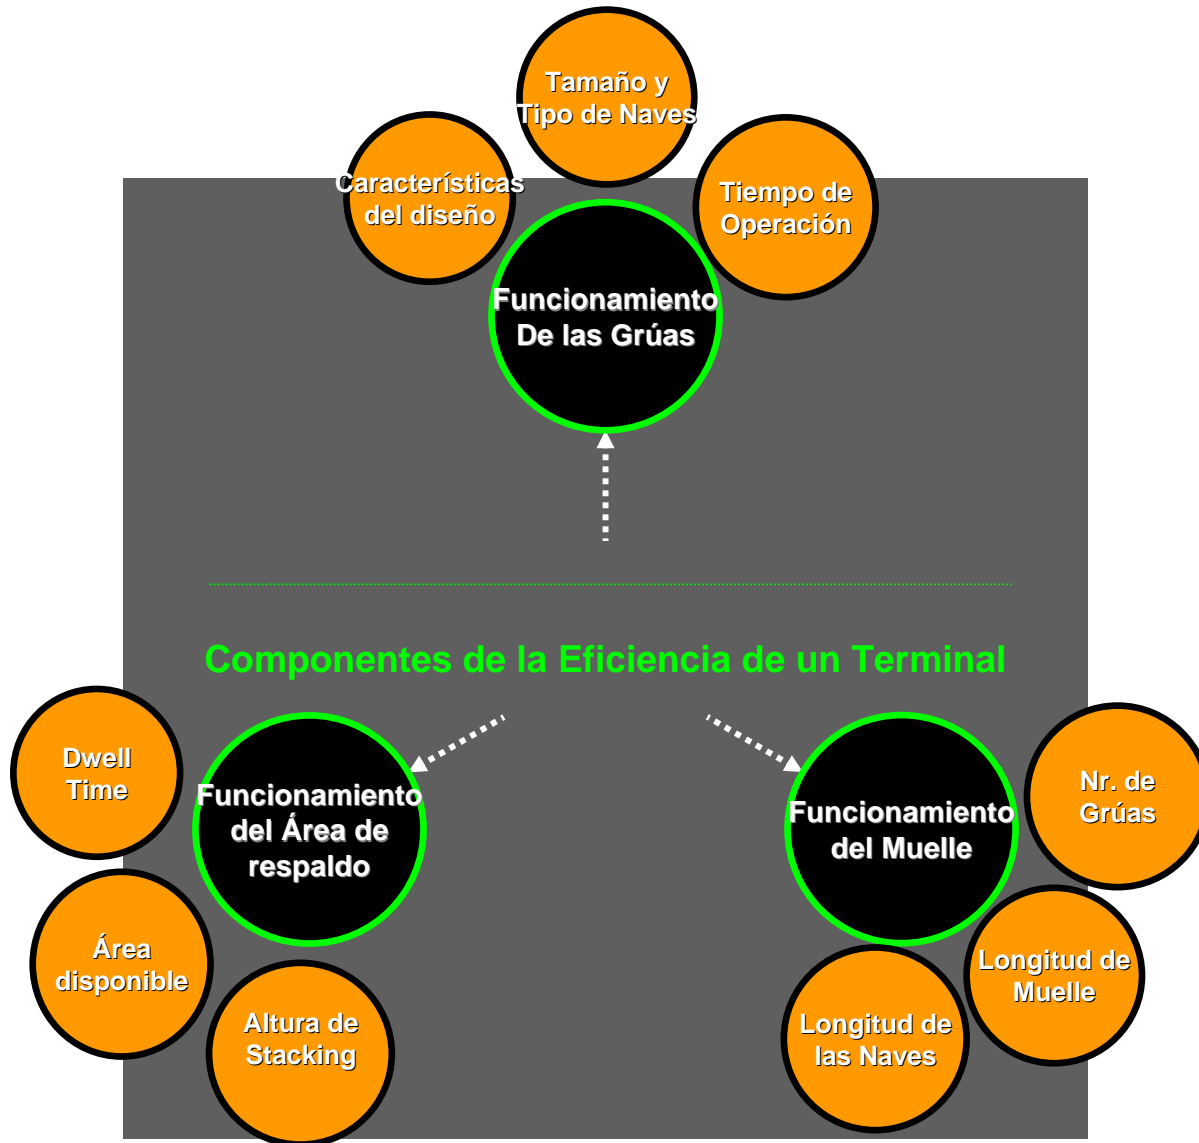 Tamaño y
Tipo de Naves
Características
del diseño
Tiempo de
Operación
Funcionamiento
De las Grúas
Componentes de la Eficiencia de un Terminal
Dwell
Time
Funcionamiento
del Área de
respaldo
Área
disponible
Altura de
Stacking
Funcionamiento
del Muelle
Nr. de
Grúas
Longitud de
Muelle
Longitud de
las Naves